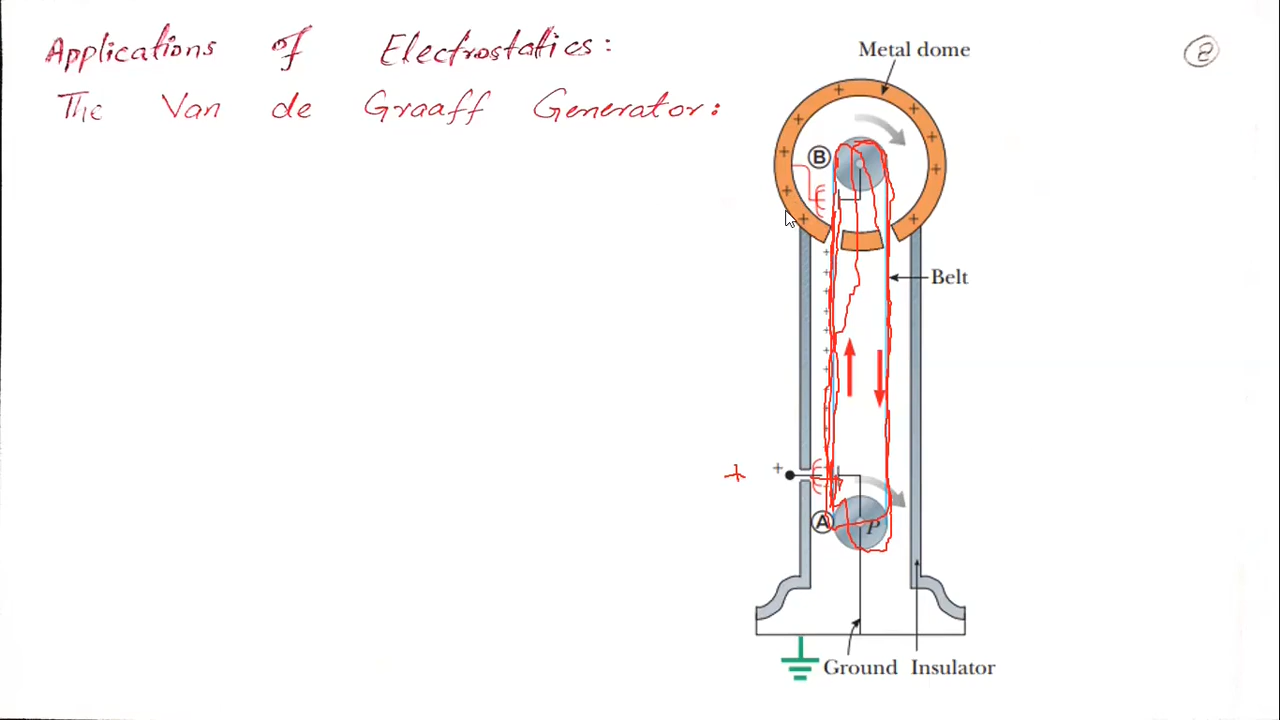 Applications of Electrostatics:
②
The Van de Graaff Generator:
Metal dome
B
Belt
+
+
A
P
Ground
Insulator